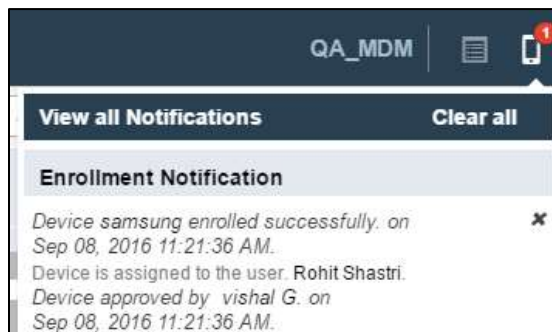 QA_MDM
1
View all Notifications Clear all
Enrollment Notification
Device samsung enrolled successfully. on
Sep 08, 2016 11:21:36 AM.
Device is assigned to the user. Rohit Shastri.
Device approved by vishal G. on
Sep 08, 2016 11:21:36 AM.